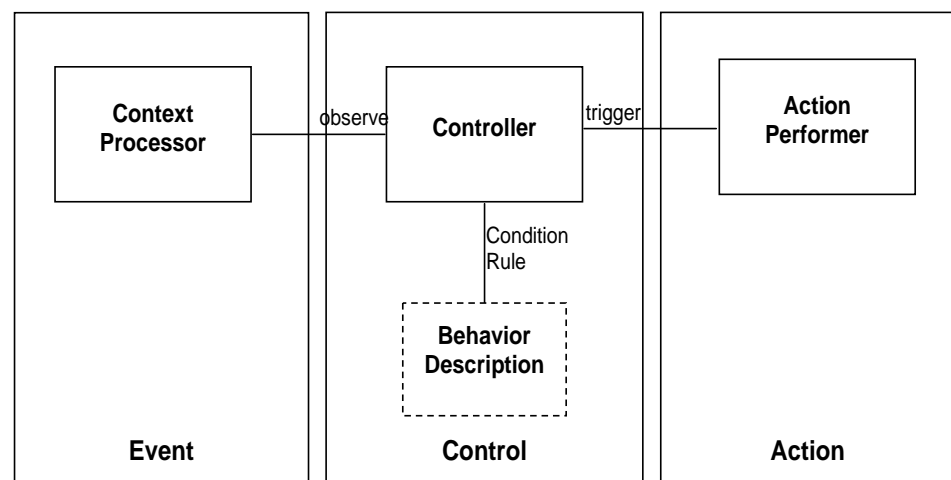 Context
Processor
observe
Controller
trigger
Action
Performer
Condition
Rule
Behavior
Description
Event
Control
Action